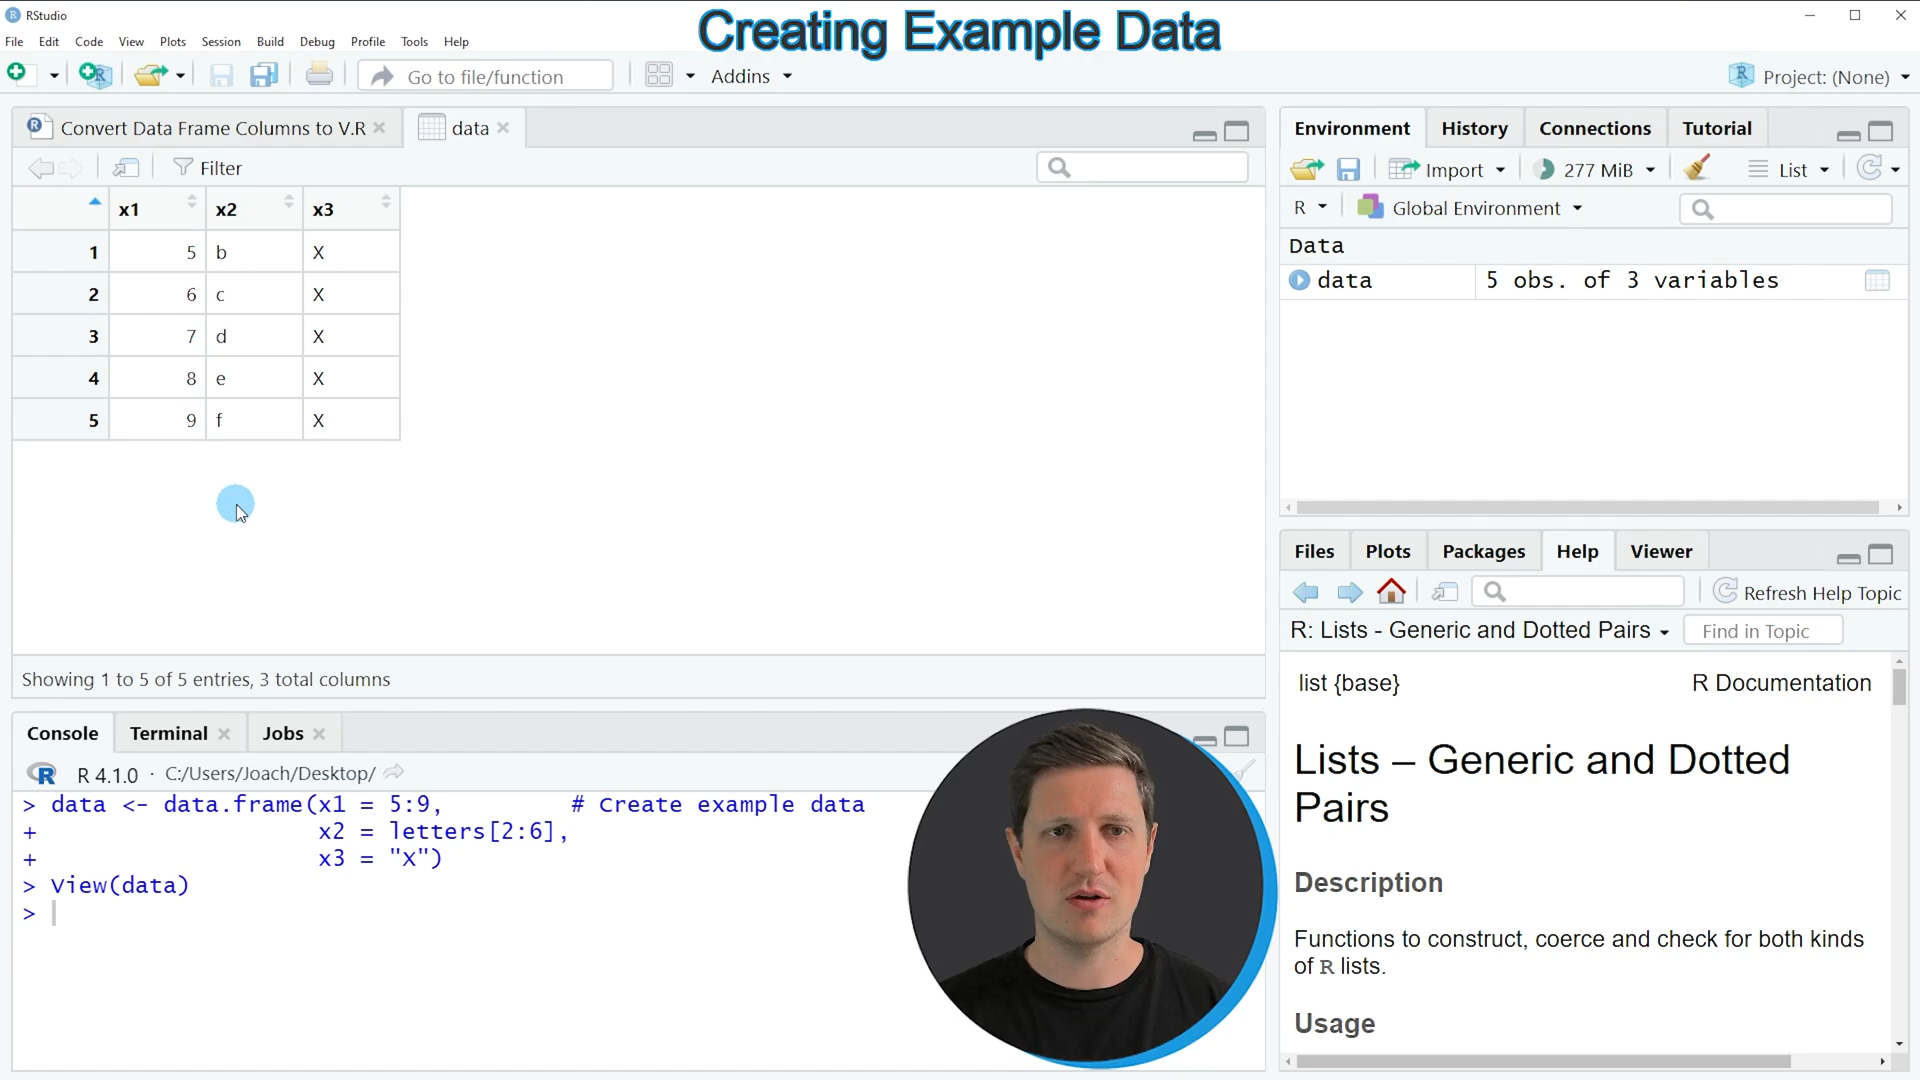 RStudio
Creating Example Data
File Edit Code View Plots Session Build Debug Profile Tools Help
Go to file/function
Addins
Project: (None)
Convert Data Frame Columns to V.R
data
Filter
x1 x2 x3
1 5 b X
2 6 c X
3 7 d X
4 8 e X
5 9 f X
Showing 1 to 5 of 5 entries, 3 total columns
Console Terminal Jobs
R 4.1.0 · C:/Users/Joach/Desktop/
> data <- data.frame(x1 = 5:9, # Create example data
+ x2 = letters[2:6],
+ x3 = "X")
> View(data)
>
Environment History Connections Tutorial
Import 277 MiB List
R Global Environment
Data
data 5 obs. of 3 variables
Files Plots Packages Help Viewer
Refresh Help Topic
R: Lists - Generic and Dotted Pairs Find in Topic
list {base} R Documentation
Lists – Generic and Dotted
Pairs
Description
Functions to construct, coerce and check for both kinds
of R lists.
Usage